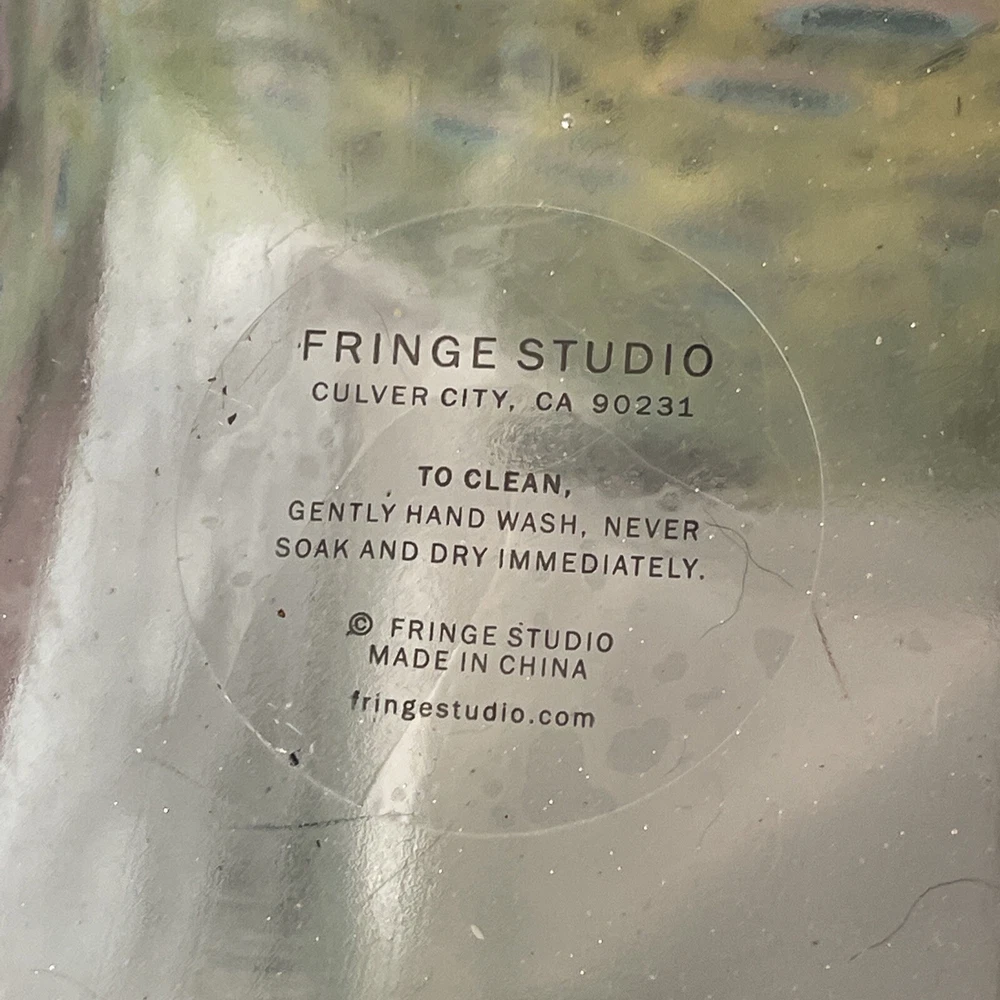 FRINGE STUDIO
CULVER CITY, CA 90231
TO CLEAN,
GENTLY HAND WASH, NEVER
SOAK AND DRY IMMEDIATELY.
© FRINGE STUDIO
MADE IN CHINA
fringestudio.com